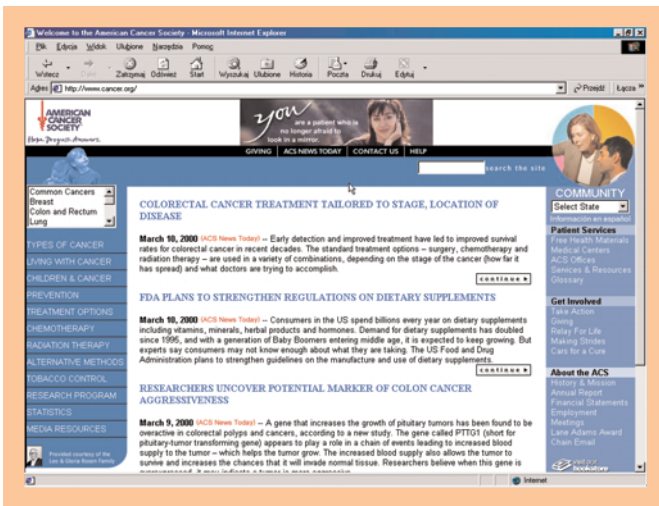 Welcome to the American Cancer Society - Microsoft Internet Explorer
Plik Edycja Widok Ulubione Narzędzia Pomoc
Wstecz Dalej Zatrzymaj Odśwież Start Wyszukaj Ulubione Historia Poczta Drukuj Edytuj
Adres http://www.cancer.org/ Przejdź Łącza »
AMERICAN
CANCER
SOCIETY
Hope. Progress. Answers.
you
are a patient who is
no longer afraid to
look in a mirror.
GIVING ACS NEWS TODAY CONTACT US HELP
search the site
Common Cancers
Breast
Colon and Rectum
Lung
TYPES OF CANCER
LIVING WITH CANCER
CHILDREN & CANCER
PREVENTION
TREATMENT OPTIONS
CHEMOTHERAPY
RADIATION THERAPY
ALTERNATIVE METHODS
TOBACCO CONTROL
RESEARCH PROGRAM
STATISTICS
MEDIA RESOURCES
Provided courtesy of the
Leo & Gloria Rosen Family
COLORECTAL CANCER TREATMENT TAILORED TO STAGE, LOCATION OF
DISEASE
March 10, 2000 (ACS News Today) -- Early detection and improved treatment have led to improved survival
rates for colorectal cancer in recent decades. The standard treatment options – surgery, chemotherapy and
radiation therapy – are used in a variety of combinations, depending on the stage of the cancer (how far it
has spread) and what doctors are trying to accomplish.
continue
FDA PLANS TO STRENGTHEN REGULATIONS ON DIETARY SUPPLEMENTS
March 10, 2000 (ACS News Today) -- Consumers in the US spend billions every year on dietary supplements
including vitamins, minerals, herbal products and hormones. Demand for dietary supplements has doubled
since 1995, and with a generation of Baby Boomers entering middle age, it is expected to keep growing. But
experts say consumers may not know enough about what they are taking. The US Food and Drug
Administration plans to strengthen guidelines on the manufacture and use of dietary supplements.
continue
RESEARCHERS UNCOVER POTENTIAL MARKER OF COLON CANCER
AGGRESSIVENESS
March 9, 2000 (ACS News Today) -- A gene that increases the growth of pituitary tumors has been found to be
overactive in colorectal polyps and cancers, according to a new study. The gene called PTTG1 (short for
pituitary-tumor transforming gene) appears to play a role in a chain of events leading to increased blood
supply to the tumor – which helps the tumor grow. The increased blood supply also allows the tumor to
survive and increases the chances that it will invade normal tissue. Researchers believe when this gene is
COMMUNITY
Select State
Información en español
Patient Services
Free Health Materials
Medical Centers
ACS Offices
Services & Resources
Glossary
Get Involved
Take Action
Giving
Relay For Life
Making Strides
Cars for a Cure
About the ACS
History & Mission
Annual Report
Financial Statements
Employment
Meetings
Lane Adams Award
Chain Email
visit our
bookstore
Internet